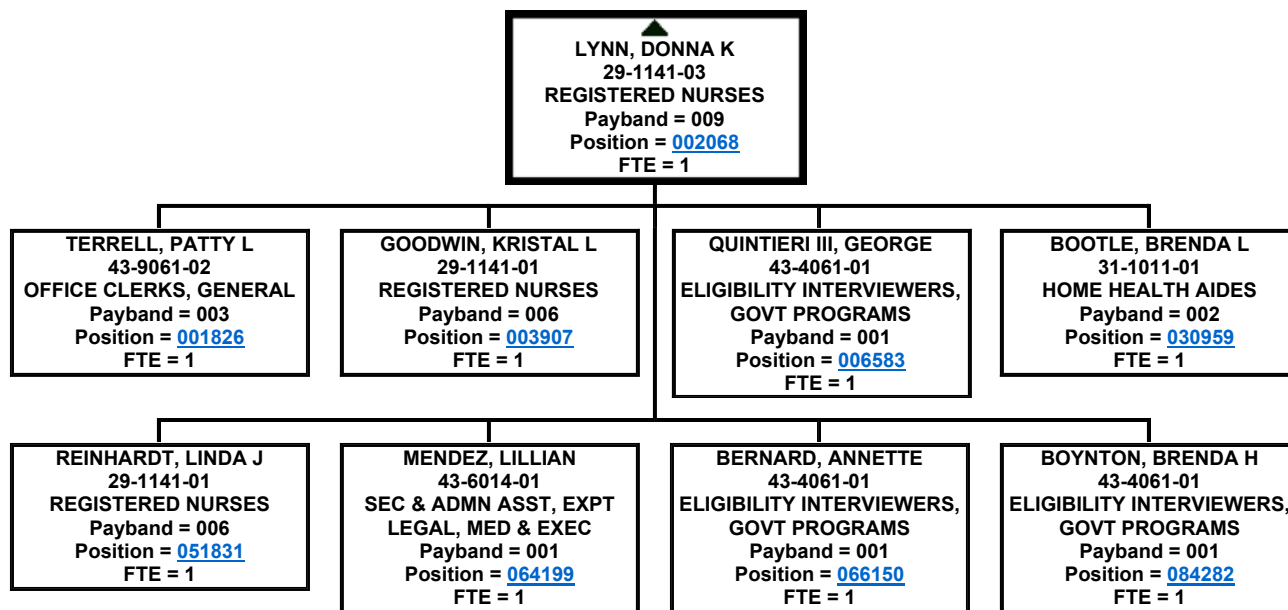 LYNN, DONNA K
29-1141-03
REGISTERED NURSES
Payband = 009
Position = 002068
FTE = 1
TERRELL, PATTY L
43-9061-02
OFFICE CLERKS, GENERAL
Payband = 003
Position = 001826
FTE = 1
GOODWIN, KRISTAL L
29-1141-01
REGISTERED NURSES
Payband = 006
Position = 003907
FTE = 1
QUINTIERI III, GEORGE
43-4061-01
ELIGIBILITY INTERVIEWERS,
GOVT PROGRAMS
Payband = 001
Position = 006583
FTE = 1
BOOTLE, BRENDA L
31-1011-01
HOME HEALTH AIDES
Payband = 002
Position = 030959
FTE = 1
REINHARDT, LINDA J
29-1141-01
REGISTERED NURSES
Payband = 006
Position = 051831
FTE = 1
MENDEZ, LILLIAN
43-6014-01
SEC & ADMN ASST, EXPT
LEGAL, MED & EXEC
Payband = 001
Position = 064199
FTE = 1
BERNARD, ANNETTE
43-4061-01
ELIGIBILITY INTERVIEWERS,
GOVT PROGRAMS
Payband = 001
Position = 066150
FTE = 1
BOYNTON, BRENDA H
43-4061-01
ELIGIBILITY INTERVIEWERS,
GOVT PROGRAMS
Payband = 001
Position = 084282
FTE = 1